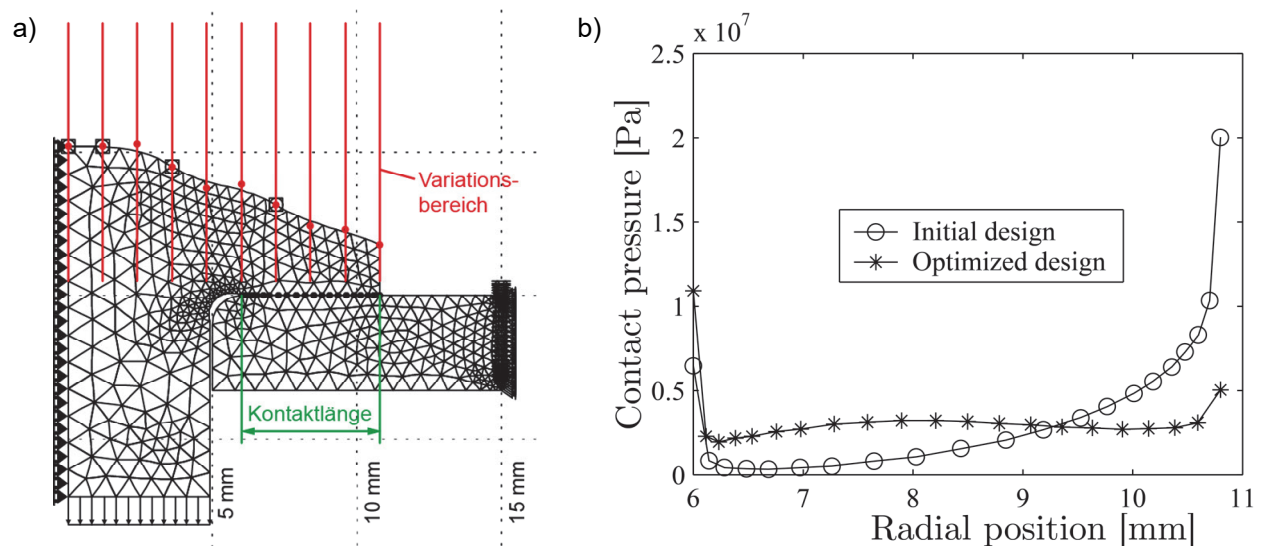 a)
Variations-
bereich
Kontaktlänge
5 mm
10 mm
15 mm
b)
x 10^7
2.5
2
1.5
1
0.5
0
Contact pressure [Pa]
Initial design
Optimized design
6
7
8
9
10
11
Radial position [mm]